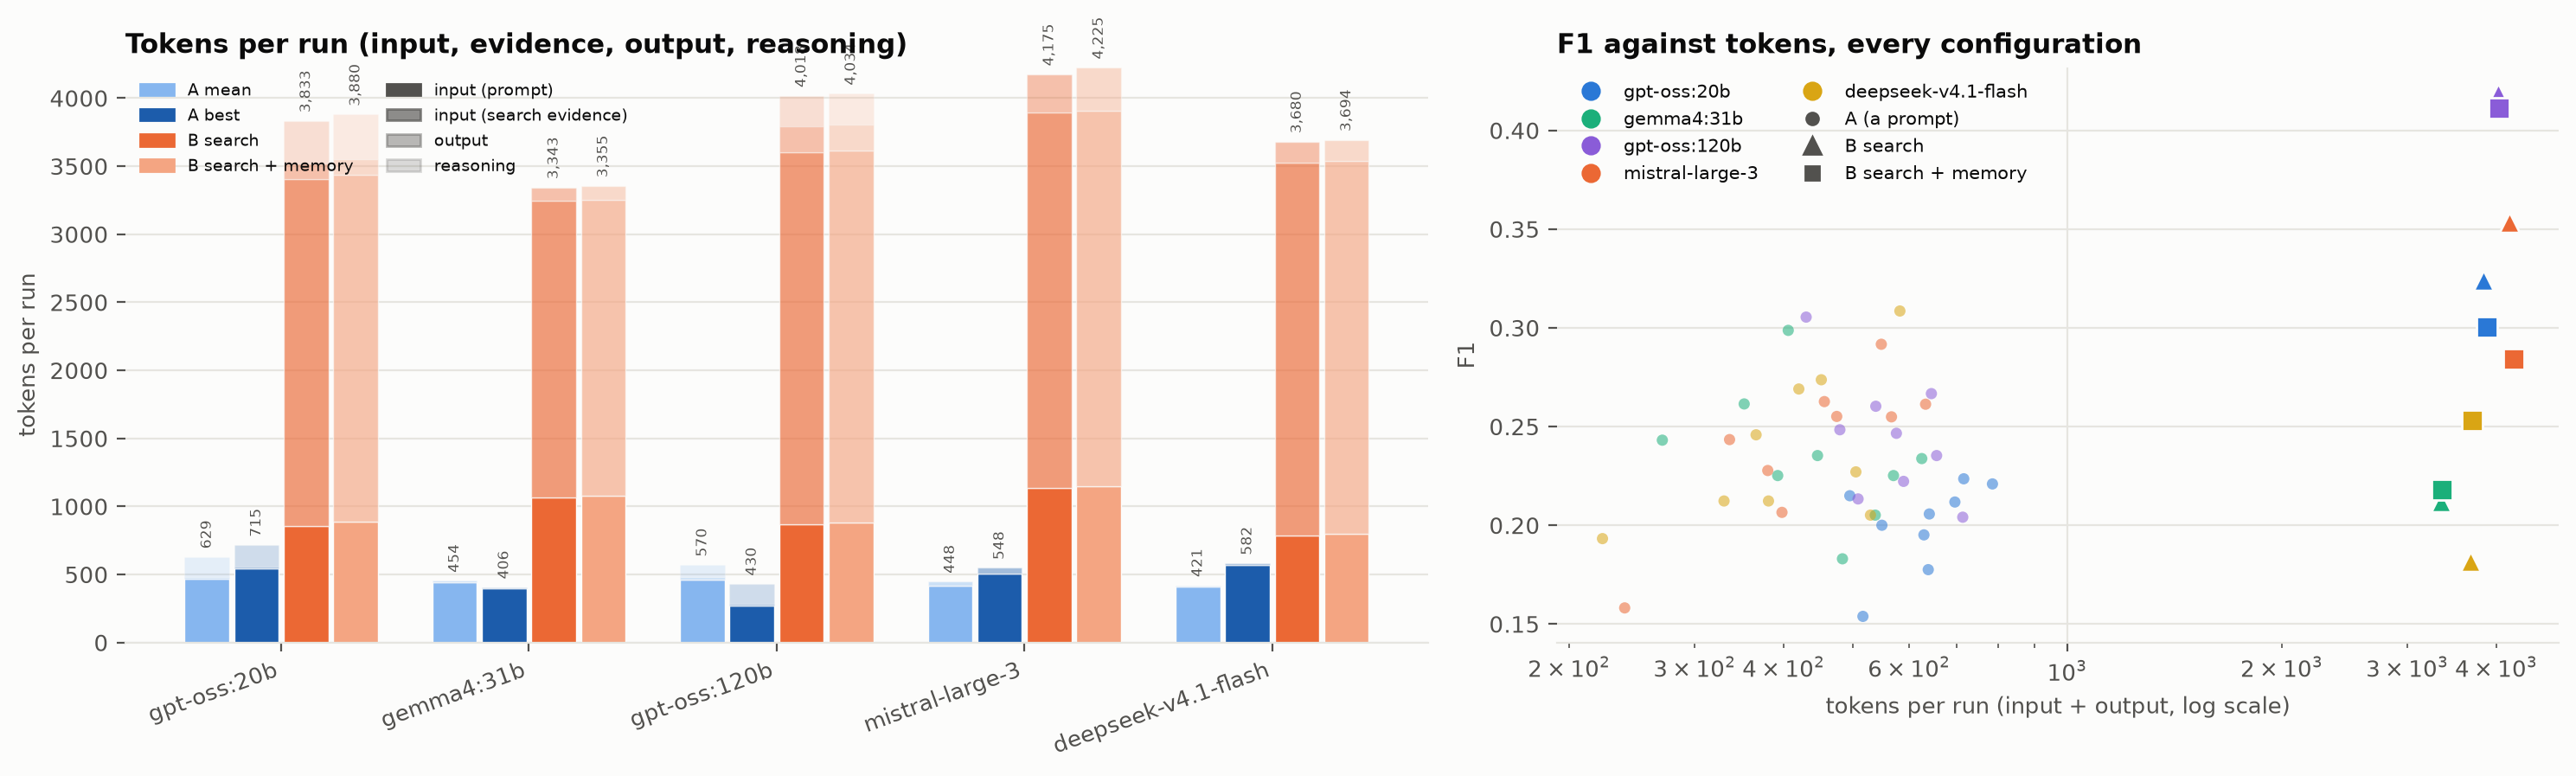 Tokens per run (input, evidence, output, reasoning)
A mean
A best
B search
B search + memory
input (prompt)
input (search evidence)
output
reasoning
tokens per run
4000
3500
3000
2500
2000
1500
1000
500
0
629
715
3,833
3,880
454
406
3,343
3,355
570
430
448
548
4,175
4,225
421
582
3,680
3,694
gpt-oss:20b
gemma4:31b
gpt-oss:120b
mistral-large-3
deepseek-v4.1-flash
F1 against tokens, every configuration
gpt-oss:20b
gemma4:31b
gpt-oss:120b
mistral-large-3
deepseek-v4.1-flash
A (a prompt)
B search
B search + memory
F1
0.40
0.35
0.30
0.25
0.20
0.15
2 × 10²
3 × 10²
4 × 10²
6 × 10²
10³
2 × 10³
3 × 10³
4 × 10³
tokens per run (input + output, log scale)